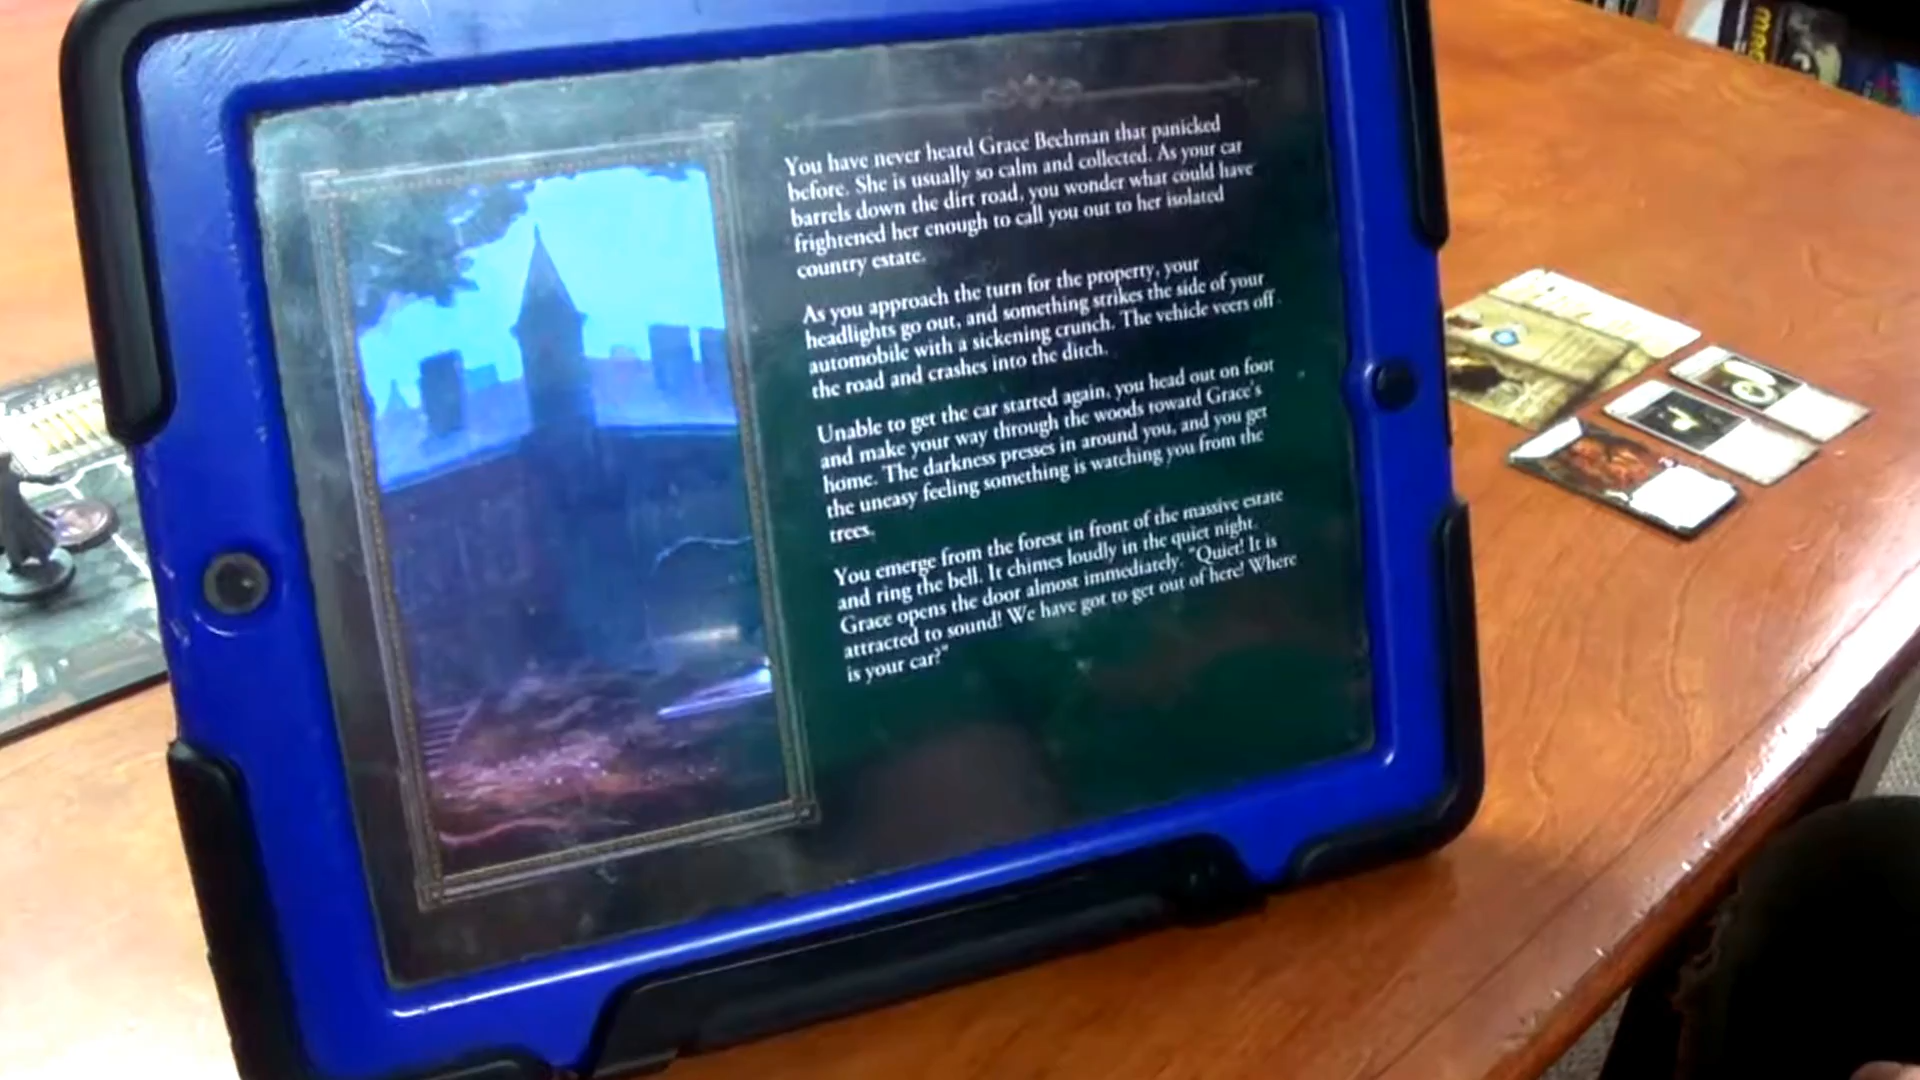 You have never heard Grace Bechman that panicked
before. She is usually so calm and collected. As your car
barrels down the dirt road, you wonder what could have
frightened her enough to call you out to her isolated
country estate.
As you approach the turn for the property, your
headlights go out, and something strikes the side of your
automobile with a sickening crunch. The vehicle veers off
the road and crashes into the ditch.
Unable to get the car started again, you head out on foot
and make your way through the woods toward Grace's
home. The darkness presses in around you, and you get
the uneasy feeling something is watching you from the
trees.
You emerge from the forest in front of the massive estate
and ring the bell. It chimes loudly in the quiet night.
Grace opens the door almost immediately. "Quiet! It is
attracted to sound! We have got to get out of here! Where
is your car?"